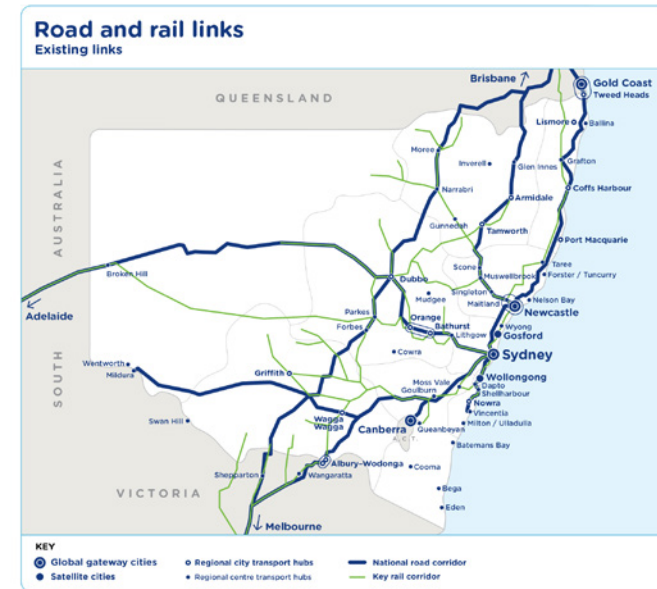 Road and rail links
Existing links
Brisbane
Gold Coast
Tweed Heads
QUEENSLAND
Lismore
Ballina
Moree
Inverell
Glen Innes
Grafton
Narrabri
Armidale
Coffs Harbour
SOUTH AUSTRALIA
Gunnedah
Tamworth
Port Macquarie
Broken Hill
Scone
Muswellbrook
Taree
Forster / Tuncurry
Dubbo
Mudgee
Singleton
Maitland
Nelson Bay
Newcastle
Adelaide
Parkes
Forbes
Orange
Bathurst
Lithgow
Wyong
Gosford
Cowra
Sydney
Wentworth
Mildura
Griffith
Moss Vale
Goulburn
Wollongong
Dapto
Shellharbour
Nowra
Vincentia
Swan Hill
Wagga
Wagga
Canberra
A.C.T.
Queanbeyan
Milton / Ulladulla
Batemans Bay
Albury-Wodonga
Shepparton
Wangaratta
Cooma
VICTORIA
Bega
Eden
Melbourne
KEY
Global gateway cities
Regional city transport hubs
National road corridor
Satellite cities
Regional centre transport hubs
Key rail corridor